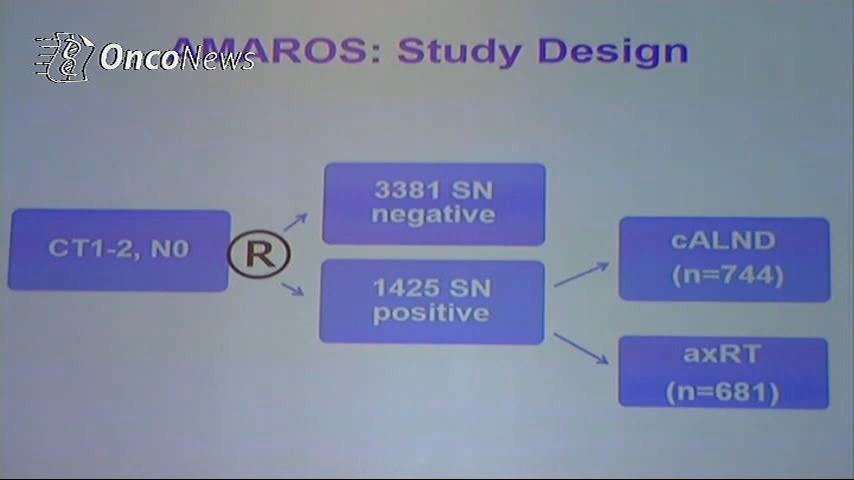 OncoNews
AMAROS: Study Design
CT1-2, N0
R
3381 SN
negative
1425 SN
positive
cALND
(n=744)
axRT
(n=681)